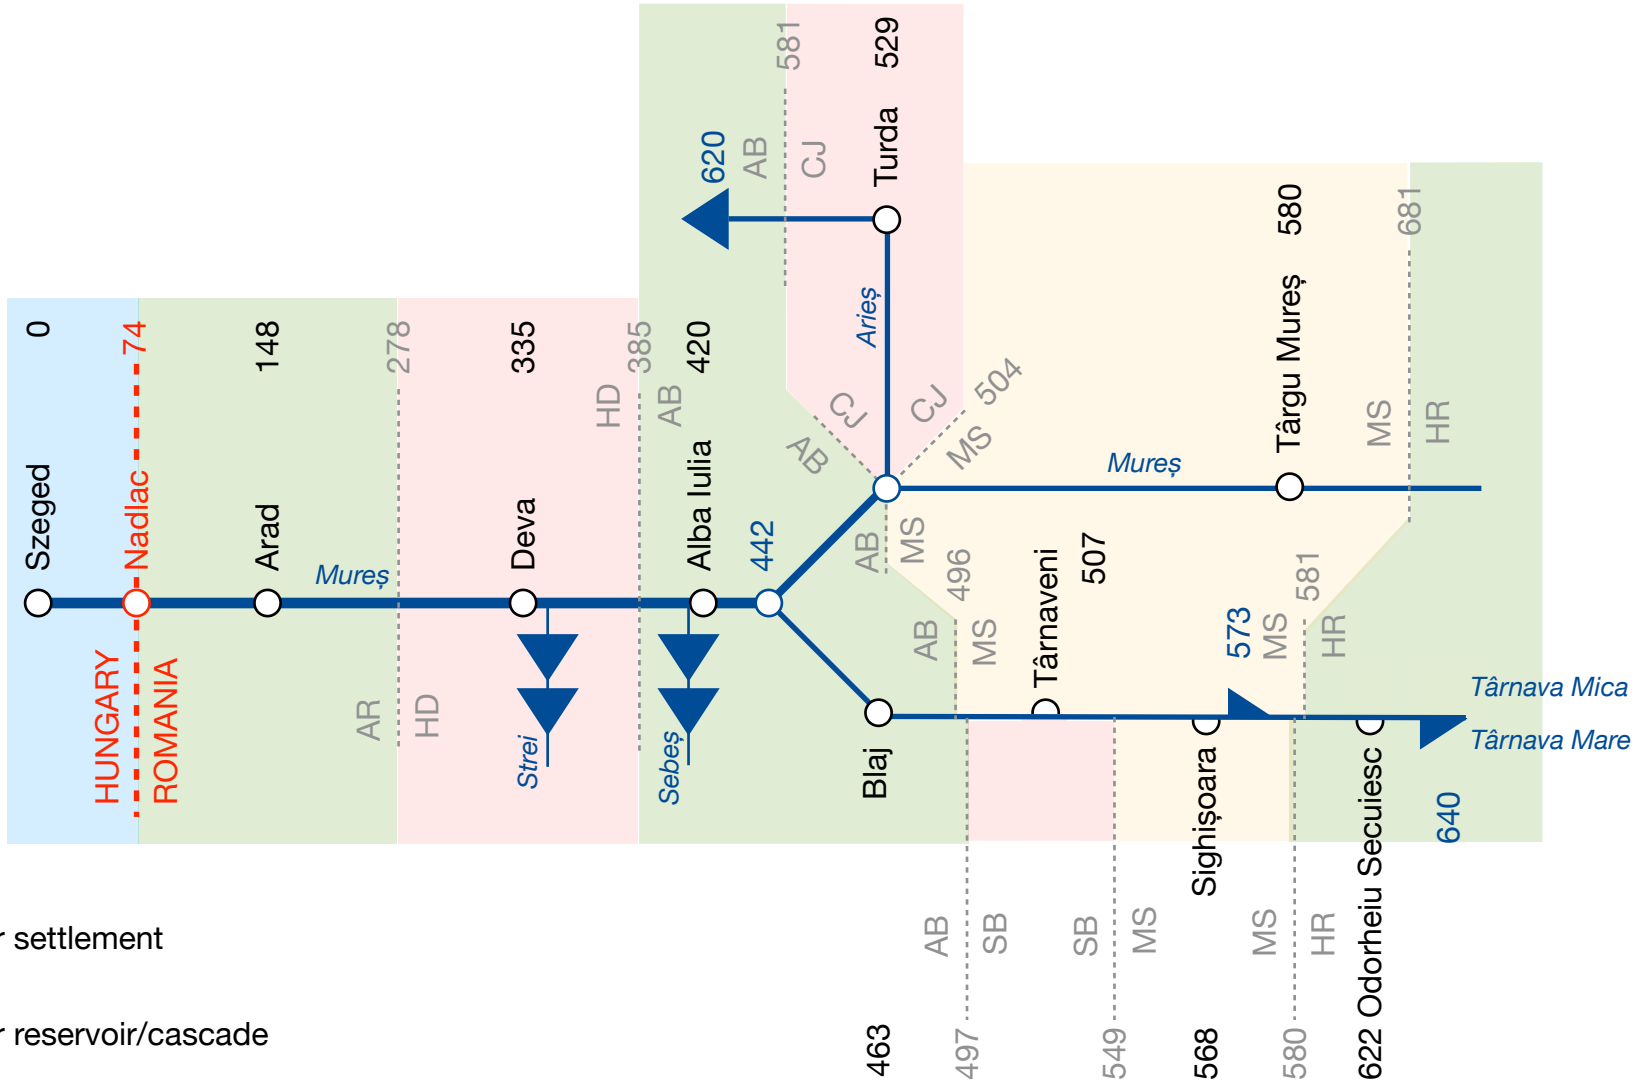 0
Szeged
74
Nadlac
HUNGARY
ROMANIA
148
Arad
Mureș
278
AR
HD
335
Deva
Strei
HD
385
AB
420
Alba Iulia
Sebeș
442
620
AB
581
CJ
529
Turda
Arieș
AB
CJ
CJ
MS
504
AB
MS
Mureș
580
Târgu Mureș
681
MS
HR
463
Blaj
496
AB
MS
507
Târnaveni
573
581
MS
HR
Târnava Mica
Târnava Mare
AB
SB
497
SB
MS
549
568
Sighișoara
MS
HR
580
622 Odorheiu Secuiesc
640
r settlement
r reservoir/cascade